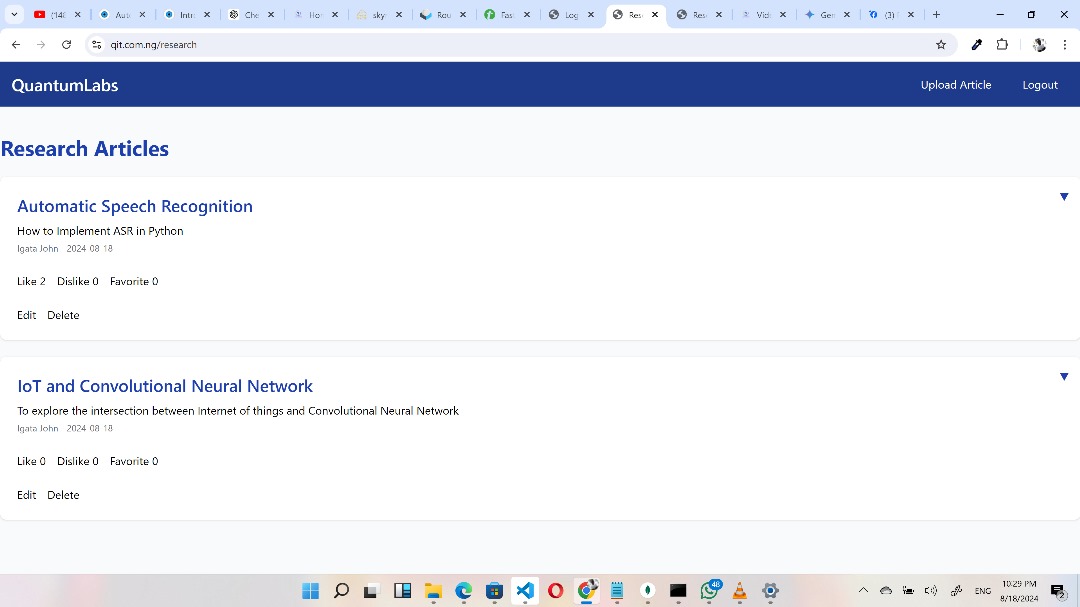 (140
Aut
Intr
Che
Hor
sky
Rou
Fas
Log
Res
Res
Vid
Gen
(3)
qit.com.ng/research
QuantumLabs
Upload Article
Logout
Research Articles
Automatic Speech Recognition
How to Implement ASR in Python
Igata John 2024-08-18
Like 2 Dislike 0 Favorite 0
Edit Delete
IoT and Convolutional Neural Network
To explore the intersection between Internet of things and Convolutional Neural Network
Igata John 2024-08-18
Like 0 Dislike 0 Favorite 0
Edit Delete
48
ENG
10:29 PM
8/18/2024
2